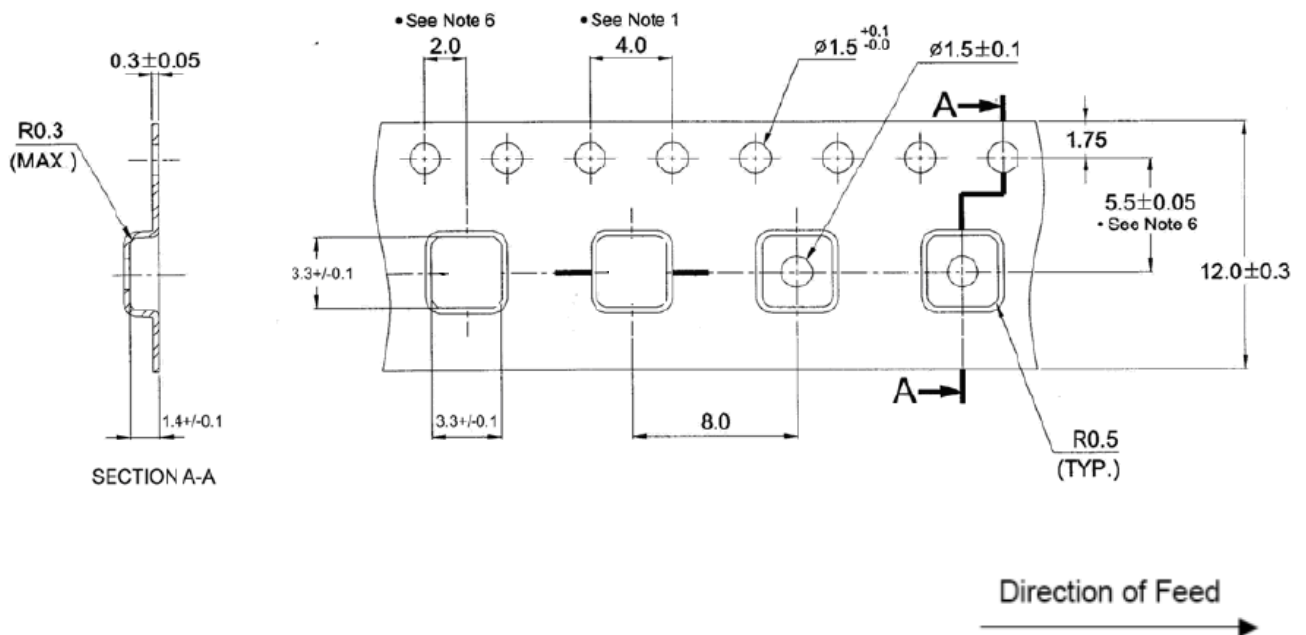 • See Note 6
2.0
• See Note 1
4.0
0.3±0.05
ø1.5 +0.1 -0.0
ø1.5±0.1
A
R0.3
(MAX.)
1.75
5.5±0.05
• See Note 6
12.0±0.3
3.3+/-0.1
A
1.4+/-0.1
3.3+/-0.1
8.0
R0.5
(TYP.)
SECTION A-A
Direction of Feed